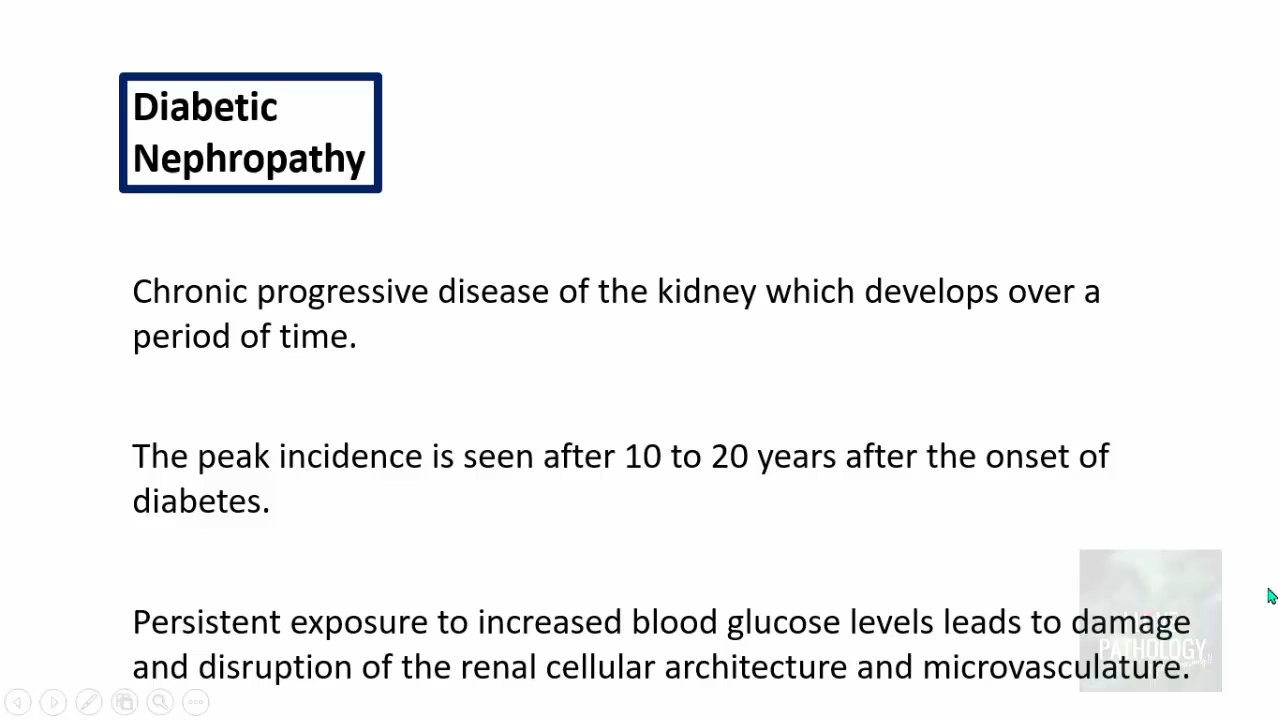 Diabetic
Nephropathy
Chronic progressive disease of the kidney which develops over a
period of time.
The peak incidence is seen after 10 to 20 years after the onset of
diabetes.
Persistent exposure to increased blood glucose levels leads to damage
and disruption of the renal cellular architecture and microvasculature.
PATHOLOGY